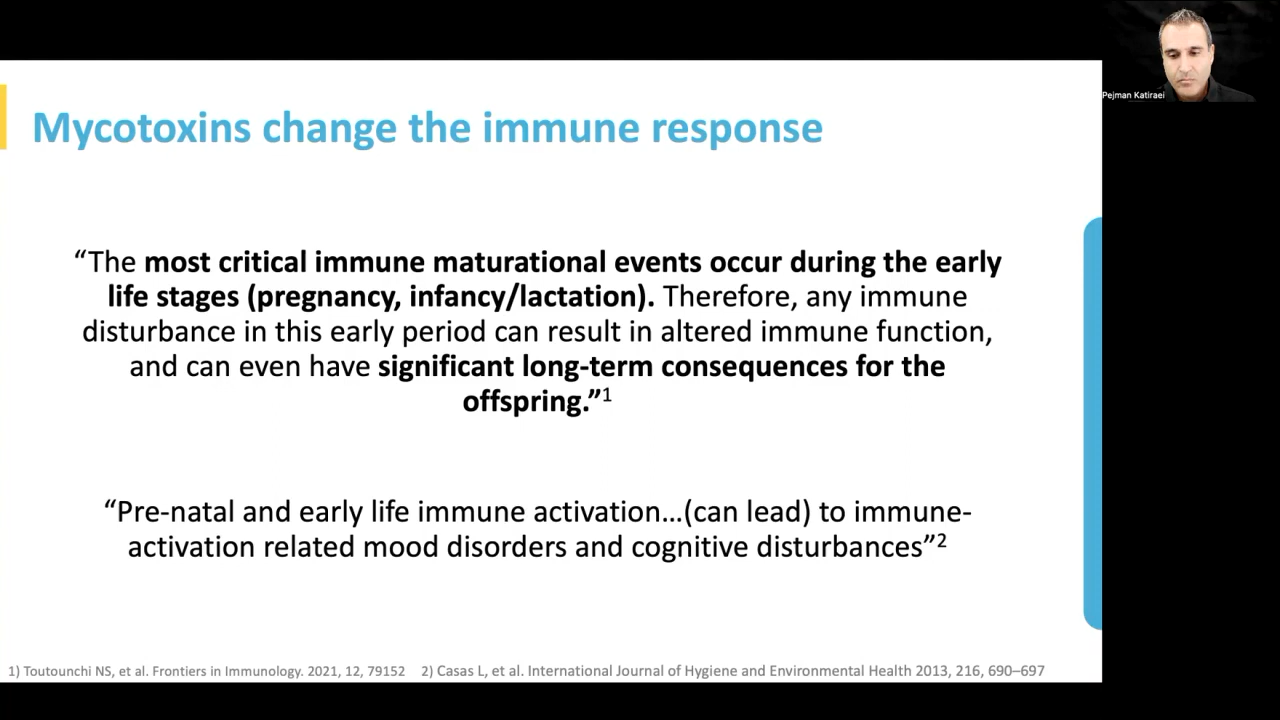 Pejman Katiraei
Mycotoxins change the immune response
“The most critical immune maturational events occur during the early
life stages (pregnancy, infancy/lactation). Therefore, any immune
disturbance in this early period can result in altered immune function,
and can even have significant long-term consequences for the
offspring.”1
“Pre-natal and early life immune activation…(can lead) to immune-
activation related mood disorders and cognitive disturbances”2
1) Toutounchi NS, et al. Frontiers in Immunology. 2021, 12, 79152 2) Casas L, et al. International Journal of Hygiene and Environmental Health 2013, 216, 690–697